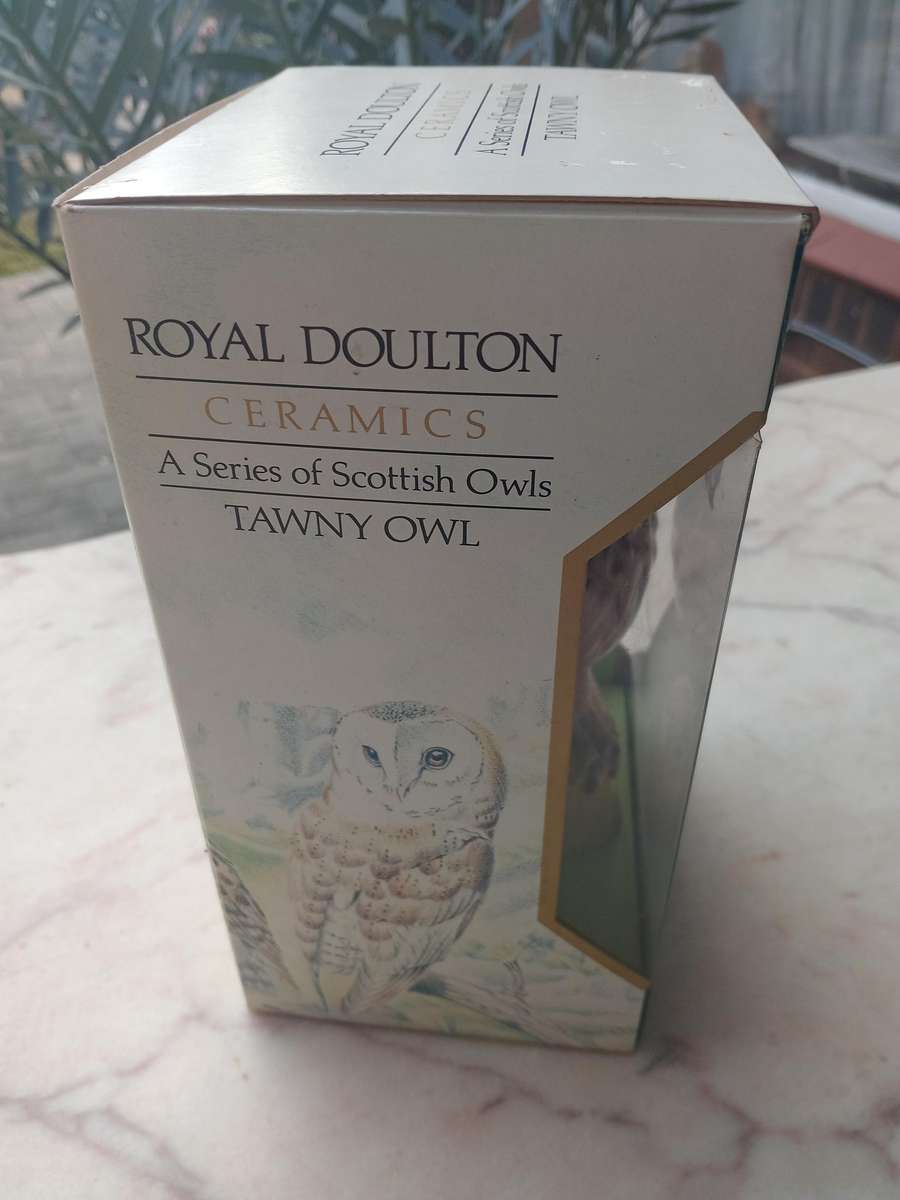 ROYAL DOULTON
CERAMICS
A Series of Scottish Owls
TAWNY OWL
ROYAL DOULTON
CERAMICS
A Series of Scottish Owls
TAWNY OWL